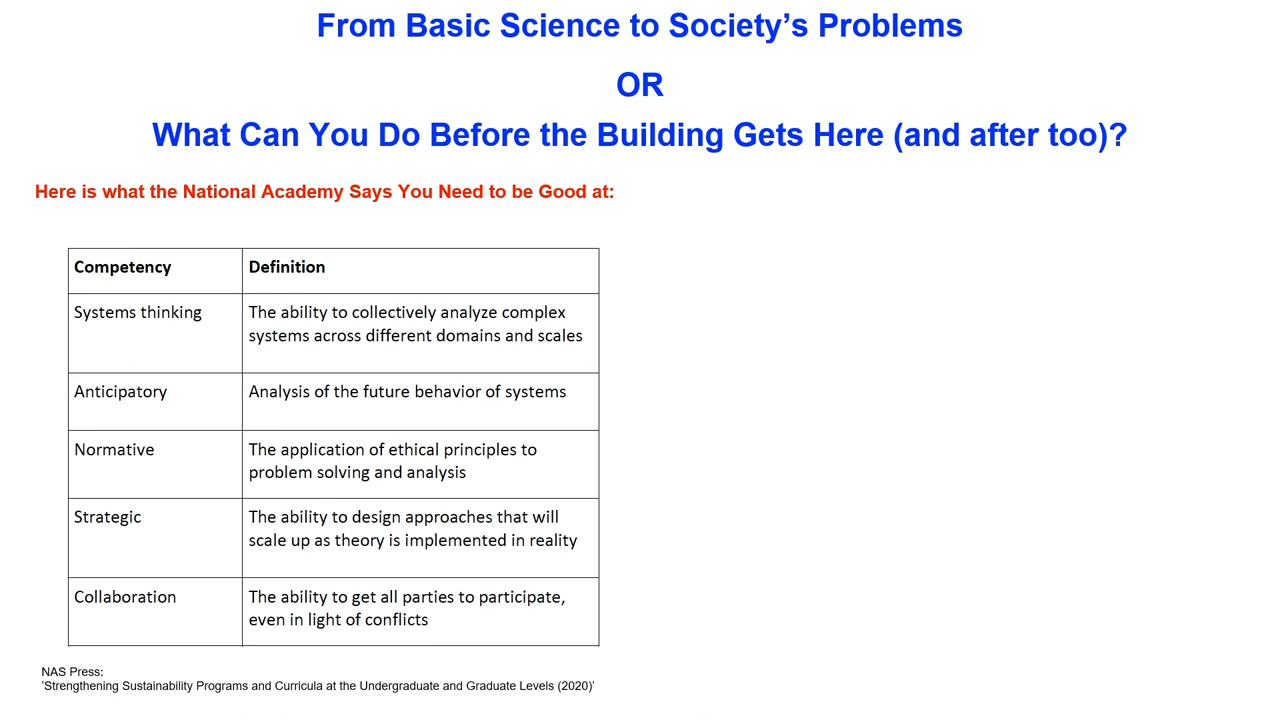 From Basic Science to Society’s Problems
OR
What Can You Do Before the Building Gets Here (and after too)?
Here is what the National Academy Says You Need to be Good at:
Competency Definition
Systems thinking The ability to collectively analyze complex
systems across different domains and scales
Anticipatory Analysis of the future behavior of systems
Normative The application of ethical principles to
problem solving and analysis
Strategic The ability to design approaches that will
scale up as theory is implemented in reality
Collaboration The ability to get all parties to participate,
even in light of conflicts
NAS Press:
'Strengthening Sustainability Programs and Curricula at the Undergraduate and Graduate Levels (2020)'